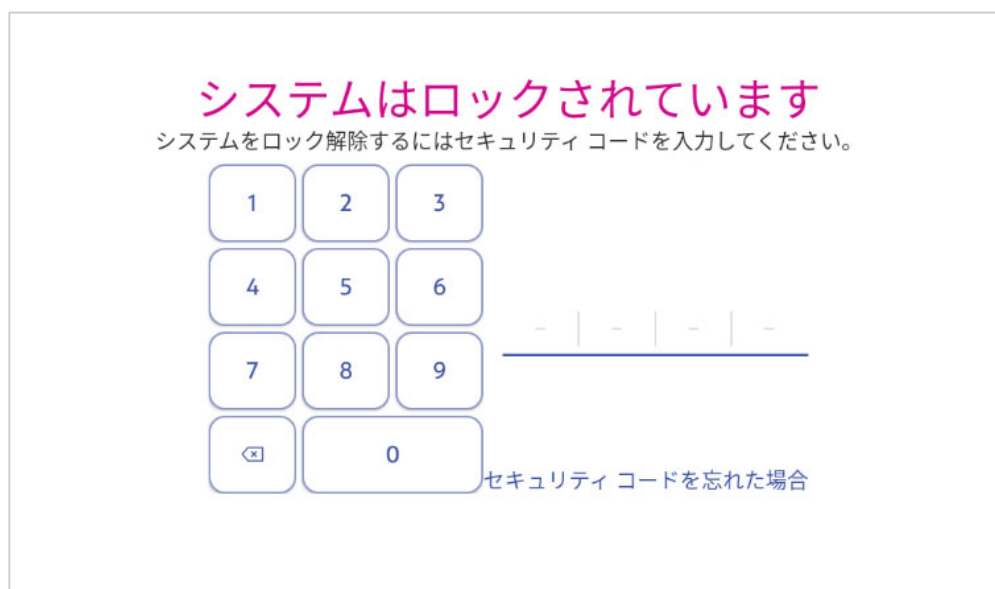 システムはロックされています
システムをロック解除するにはセキュリティ コードを入力してください。
1 2 3
4 5 6
7 8 9
0
セキュリティ コードを忘れた場合